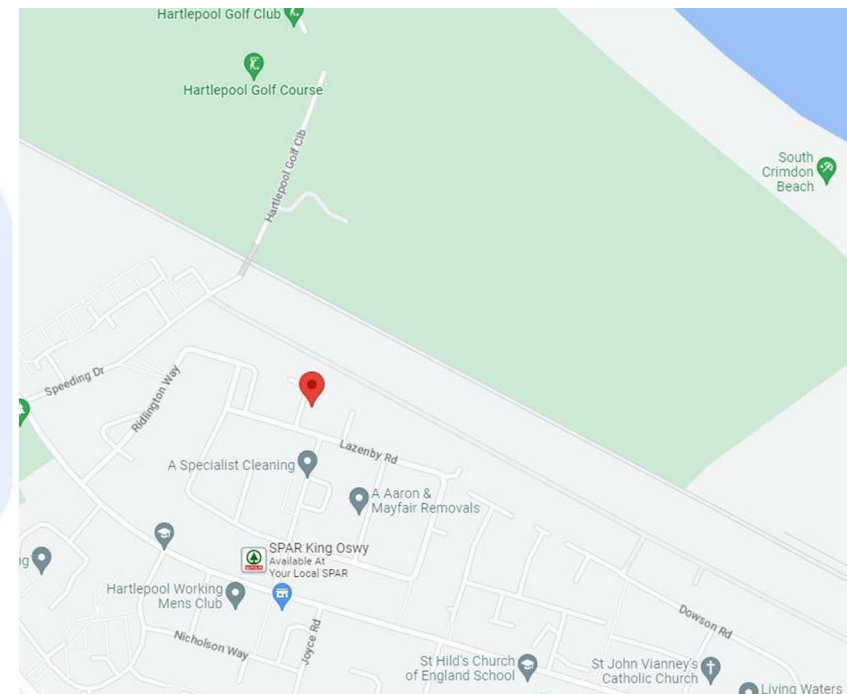 Hartlepool Golf Club
Hartlepool Golf Course
Hartlepool Golf Clb
South
Crimdon
Beach
Speeding Dr
Ridlington Way
Lazenby Rd
A Specialist Cleaning
A Aaron &
Mayfair Removals
SPAR King Oswy
Available At
Your Local SPAR
SPAR
Hartlepool Working
Mens Club
Nicholson Way
Joyce Rd
Dowson Rd
St Hild's Church
of England School
St John Vianney's
Catholic Church
Living Waters